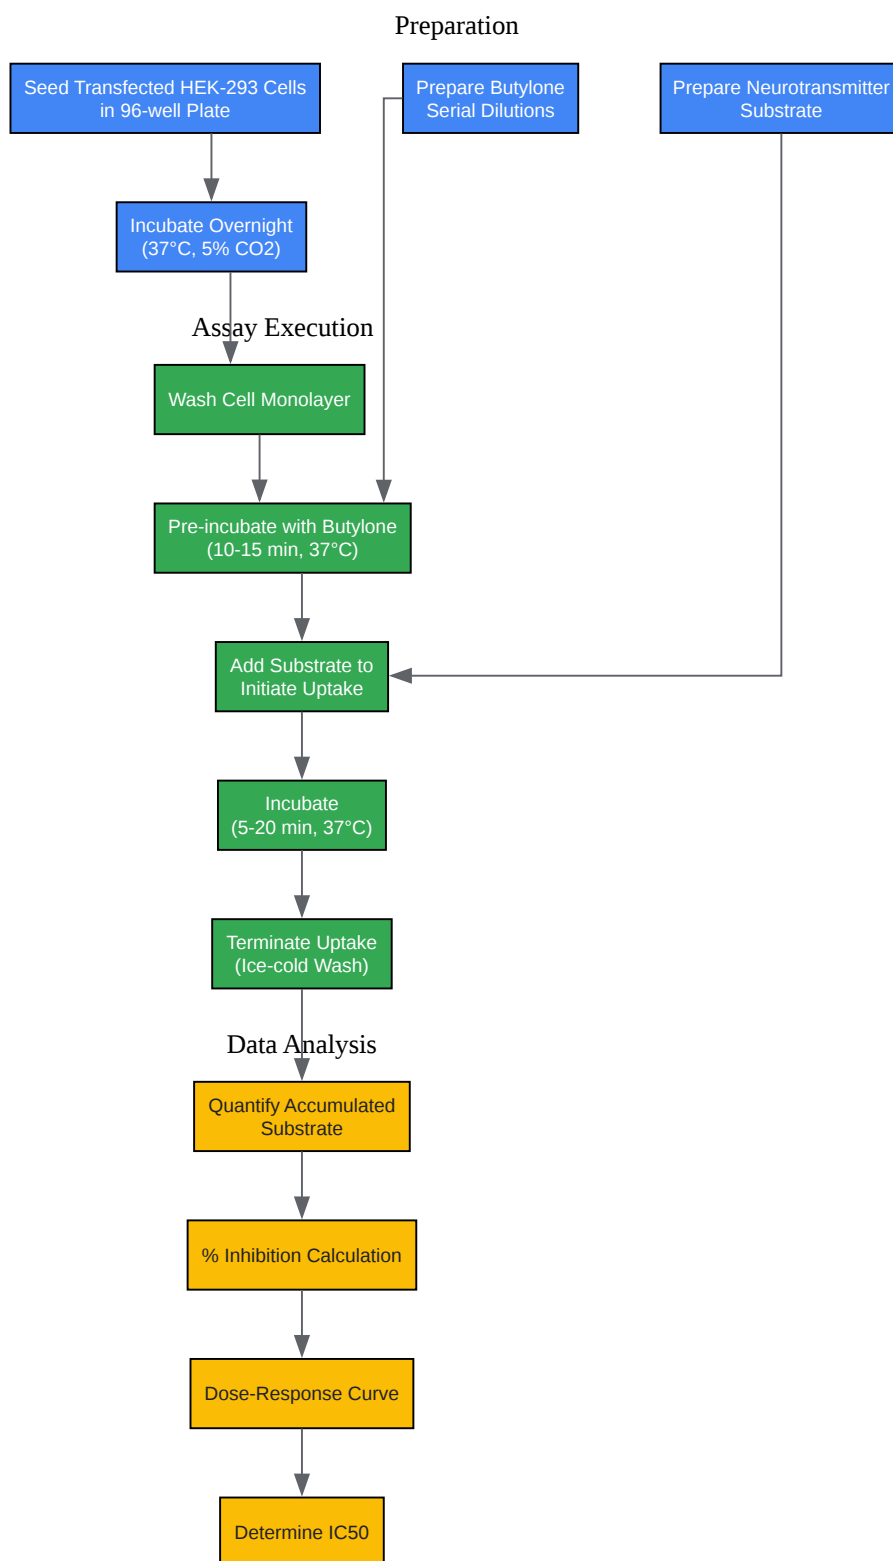 Preparation
Seed Transfected HEK-293 Cells
in 96-well Plate
Prepare Butylone
Serial Dilutions
Prepare Neurotransmitter
Substrate
Incubate Overnight
(37°C, 5% CO2)
Assay Execution
Wash Cell Monolayer
Pre-incubate with Butylone
(10-15 min, 37°C)
Add Substrate to
Initiate Uptake
Incubate
(5-20 min, 37°C)
Terminate Uptake
(Ice-cold Wash)
Data Analysis
Quantify Accumulated
Substrate
% Inhibition Calculation
Dose-Response Curve
Determine IC50